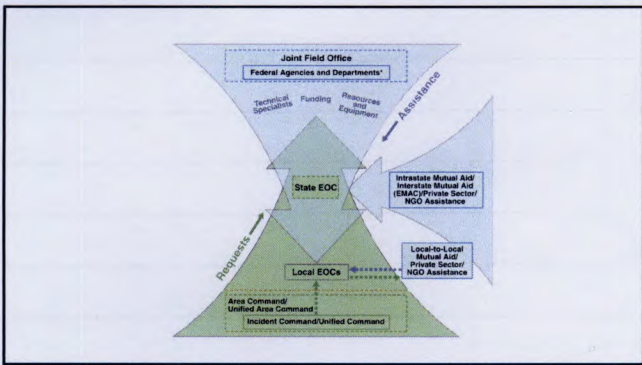 Joint Field Office
Federal Agencies and Departments*
Technical
Specialists
Funding
Resources
and
Equipment
Assistance
State EOC
Intrastate Mutual Aid/
Interstate Mutual Aid
(EMAC)/Private Sector/
NGO Assistance
Requests
Local EOCs
Local-to-Local
Mutual Aid/
Private Sector/
NGO Assistance
Area Command/
Unified Area Command
Incident Command/Unified Command